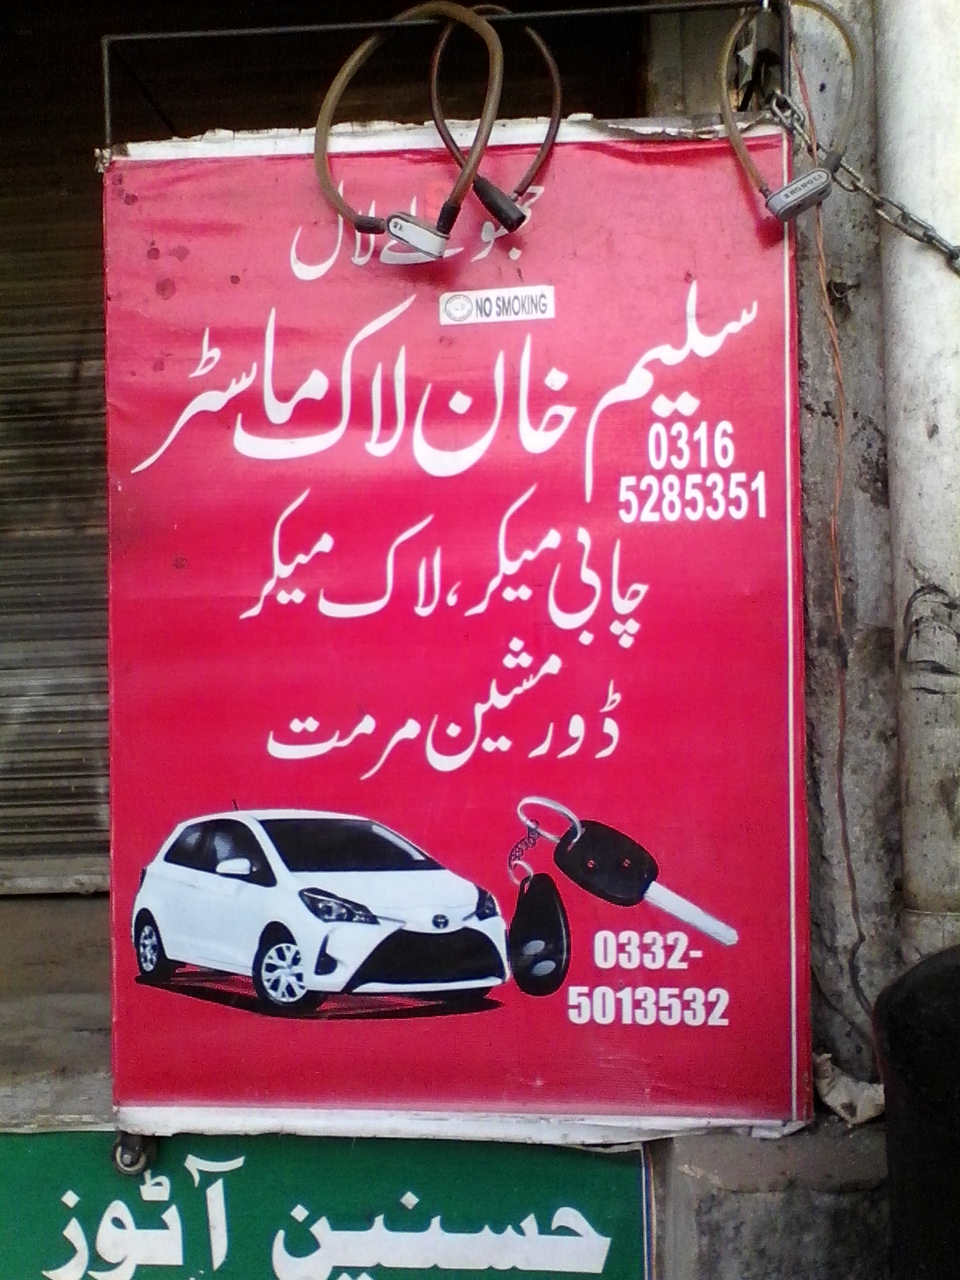 جھولے لال
NO SMOKING
سلیم خان لاک ماسٹر
0316
5285351
چابی میکر، لاک میکر
ڈور مشین مرمت
0332-
5013532
حسنین آٹوز